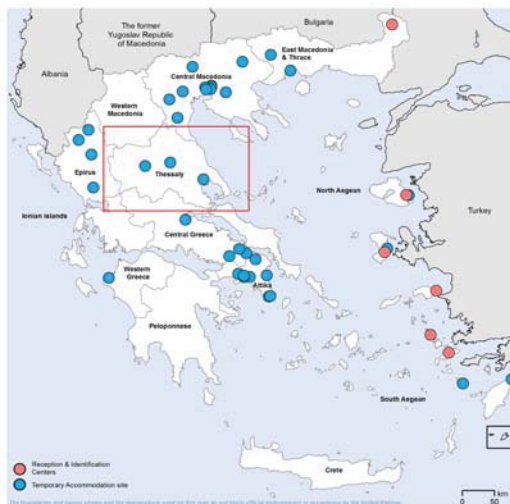 The former
Yugoslav Republic
of Macedonia
Bulgaria
Albania
East Macedonia
& Thrace
Central Macedonia
Western
Macedonia
Epirus
Thessaly
North Aegean
Turkey
Ionian islands
Central Greece
Western
Greece
Attika
Peloponnese
South Aegean
Crete
Reception & Identification
Centers
Temporary Accommodation site
50
km